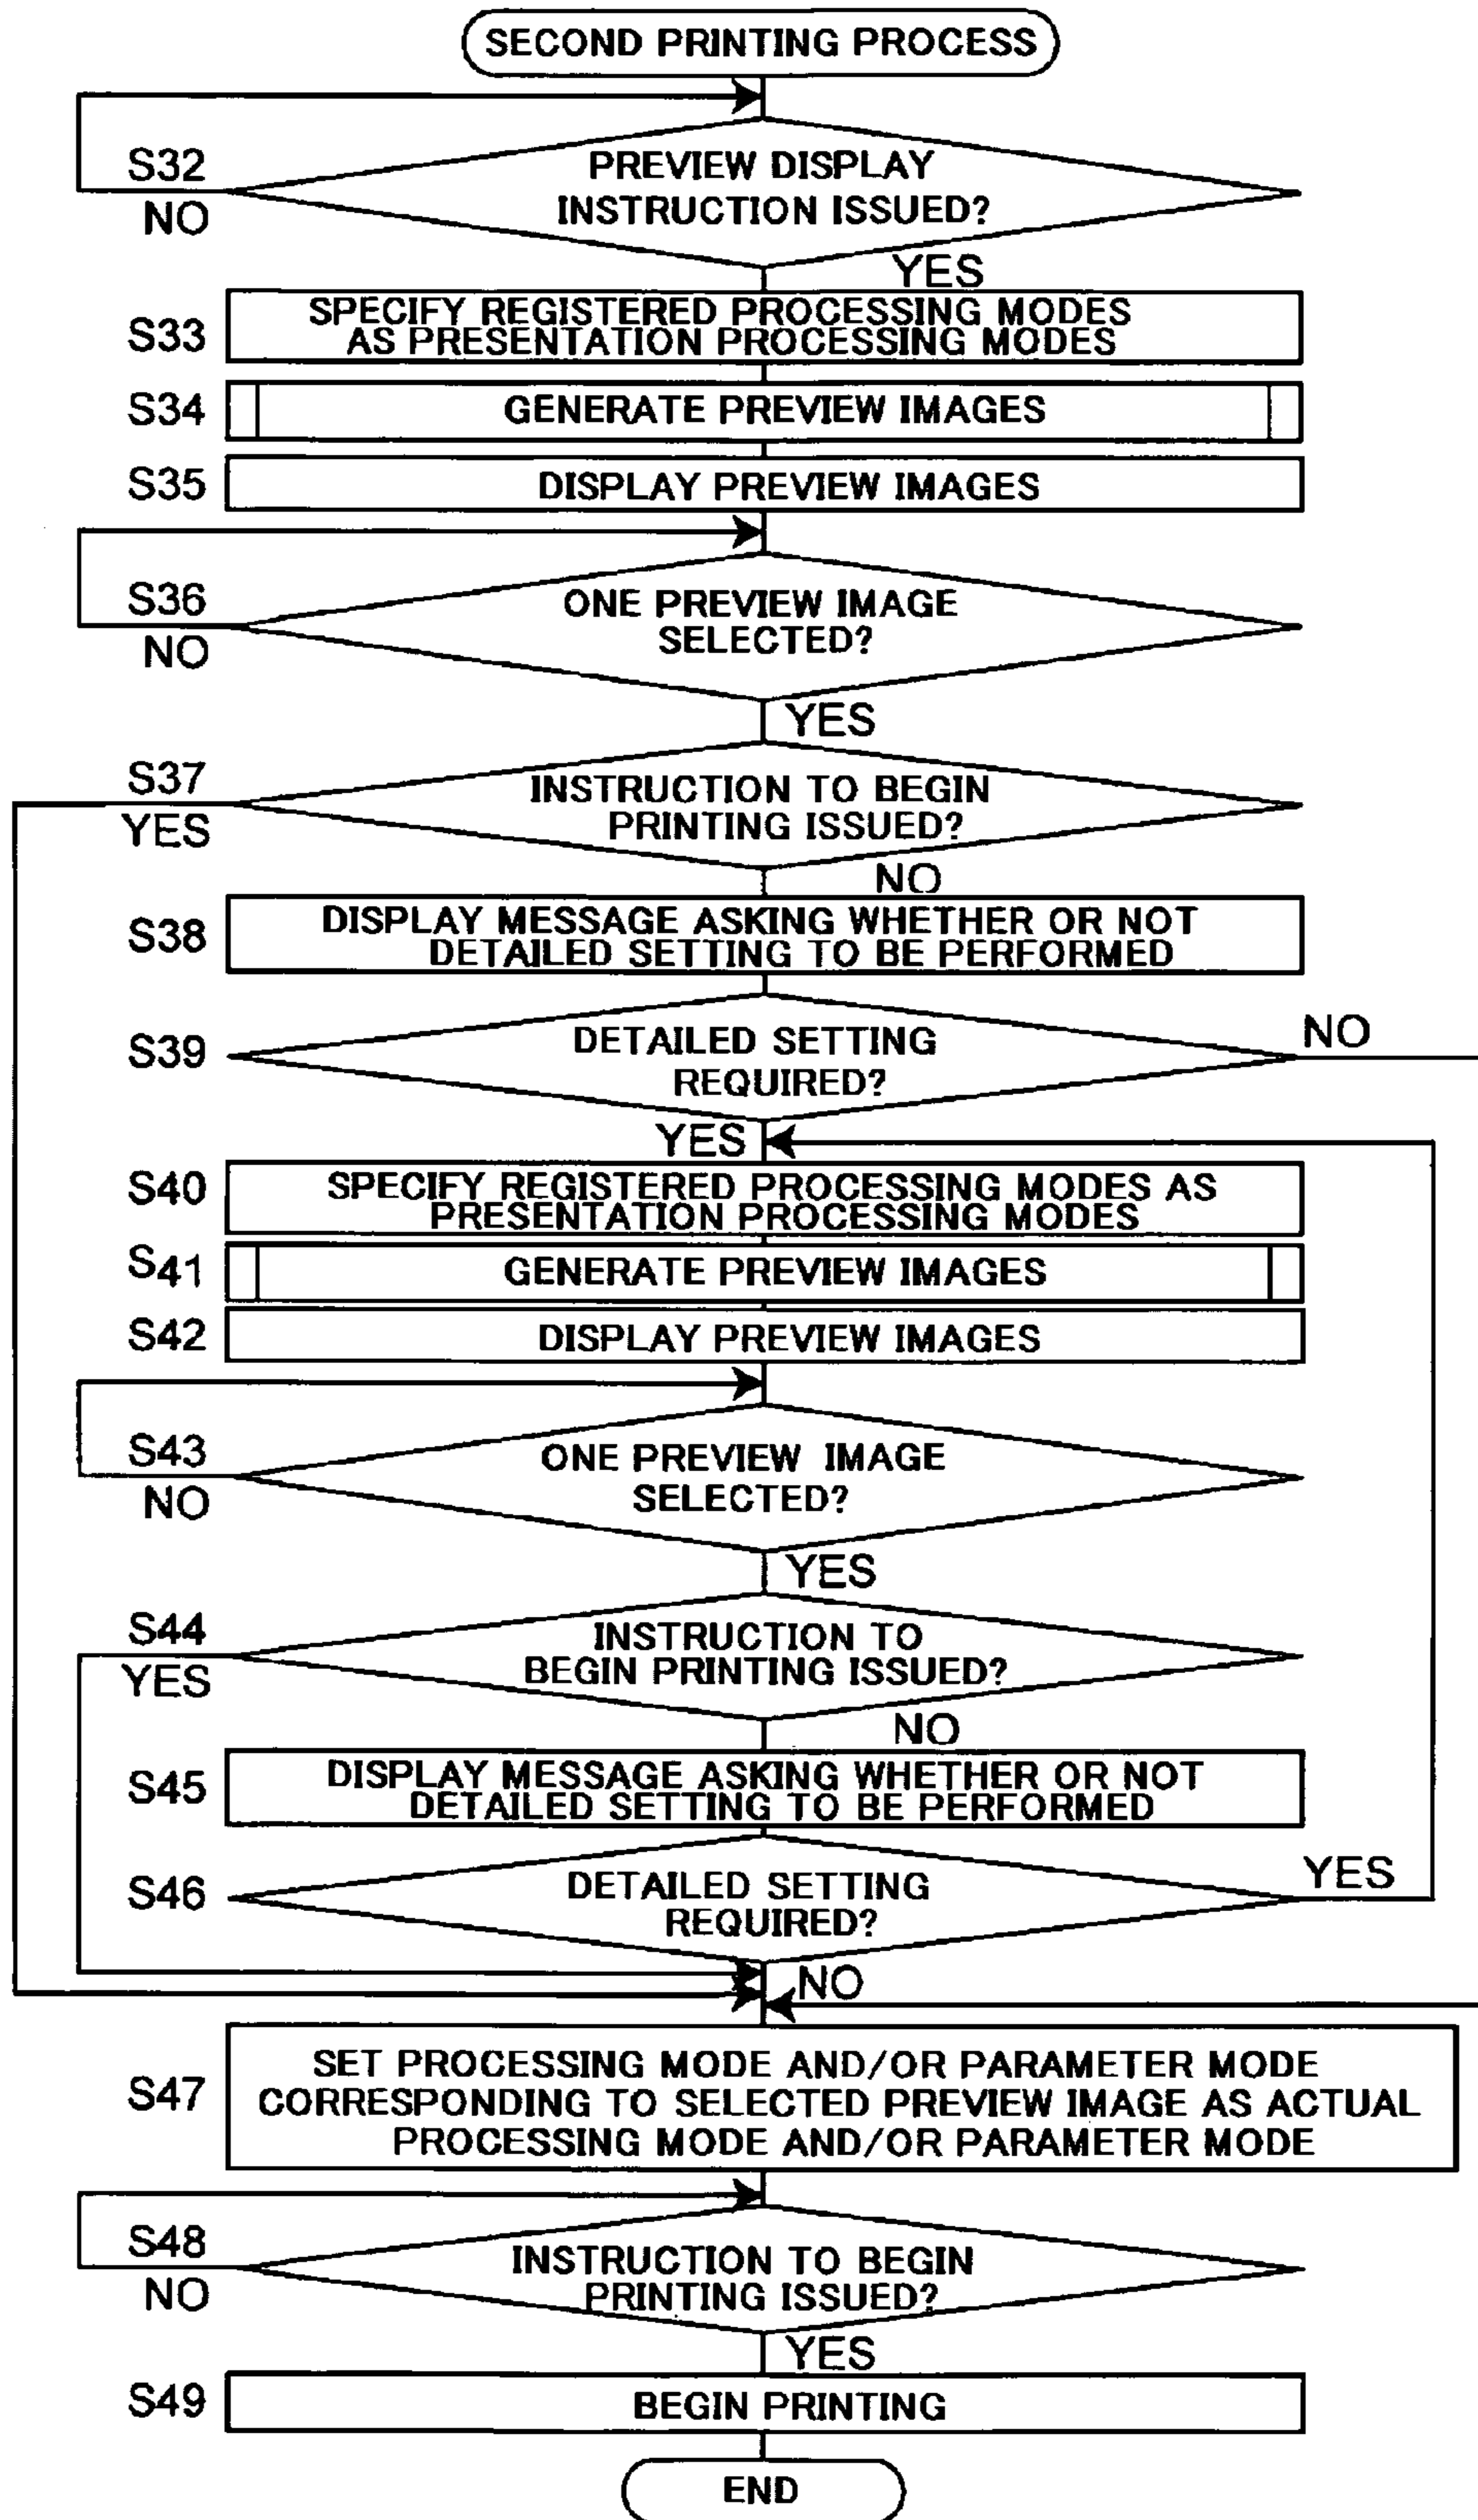 SECOND PRINTING PROCESS
S32
PREVIEW DISPLAY
INSTRUCTION ISSUED?
NO
YES
S33
SPECIFY REGISTERED PROCESSING MODES
AS PRESENTATION PROCESSING MODES
S34
GENERATE PREVIEW IMAGES
S35
DISPLAY PREVIEW IMAGES
S36
ONE PREVIEW IMAGE
SELECTED?
NO
YES
S37
INSTRUCTION TO BEGIN
PRINTING ISSUED?
YES
NO
S38
DISPLAY MESSAGE ASKING WHETHER OR NOT
DETAILED SETTING TO BE PERFORMED
S39
DETAILED SETTING
REQUIRED?
NO
YES
S40
SPECIFY REGISTERED PROCESSING MODES AS
PRESENTATION PROCESSING MODES
S41
GENERATE PREVIEW IMAGES
S42
DISPLAY PREVIEW IMAGES
S43
ONE PREVIEW IMAGE
SELECTED?
NO
YES
S44
INSTRUCTION TO
BEGIN PRINTING ISSUED?
YES
NO
S45
DISPLAY MESSAGE ASKING WHETHER OR NOT
DETAILED SETTING TO BE PERFORMED
S46
DETAILED SETTING
REQUIRED?
YES
NO
S47
SET PROCESSING MODE AND/OR PARAMETER MODE
CORRESPONDING TO SELECTED PREVIEW IMAGE AS ACTUAL
PROCESSING MODE AND/OR PARAMETER MODE
S48
INSTRUCTION TO BEGIN
PRINTING ISSUED?
NO
YES
S49
BEGIN PRINTING
END